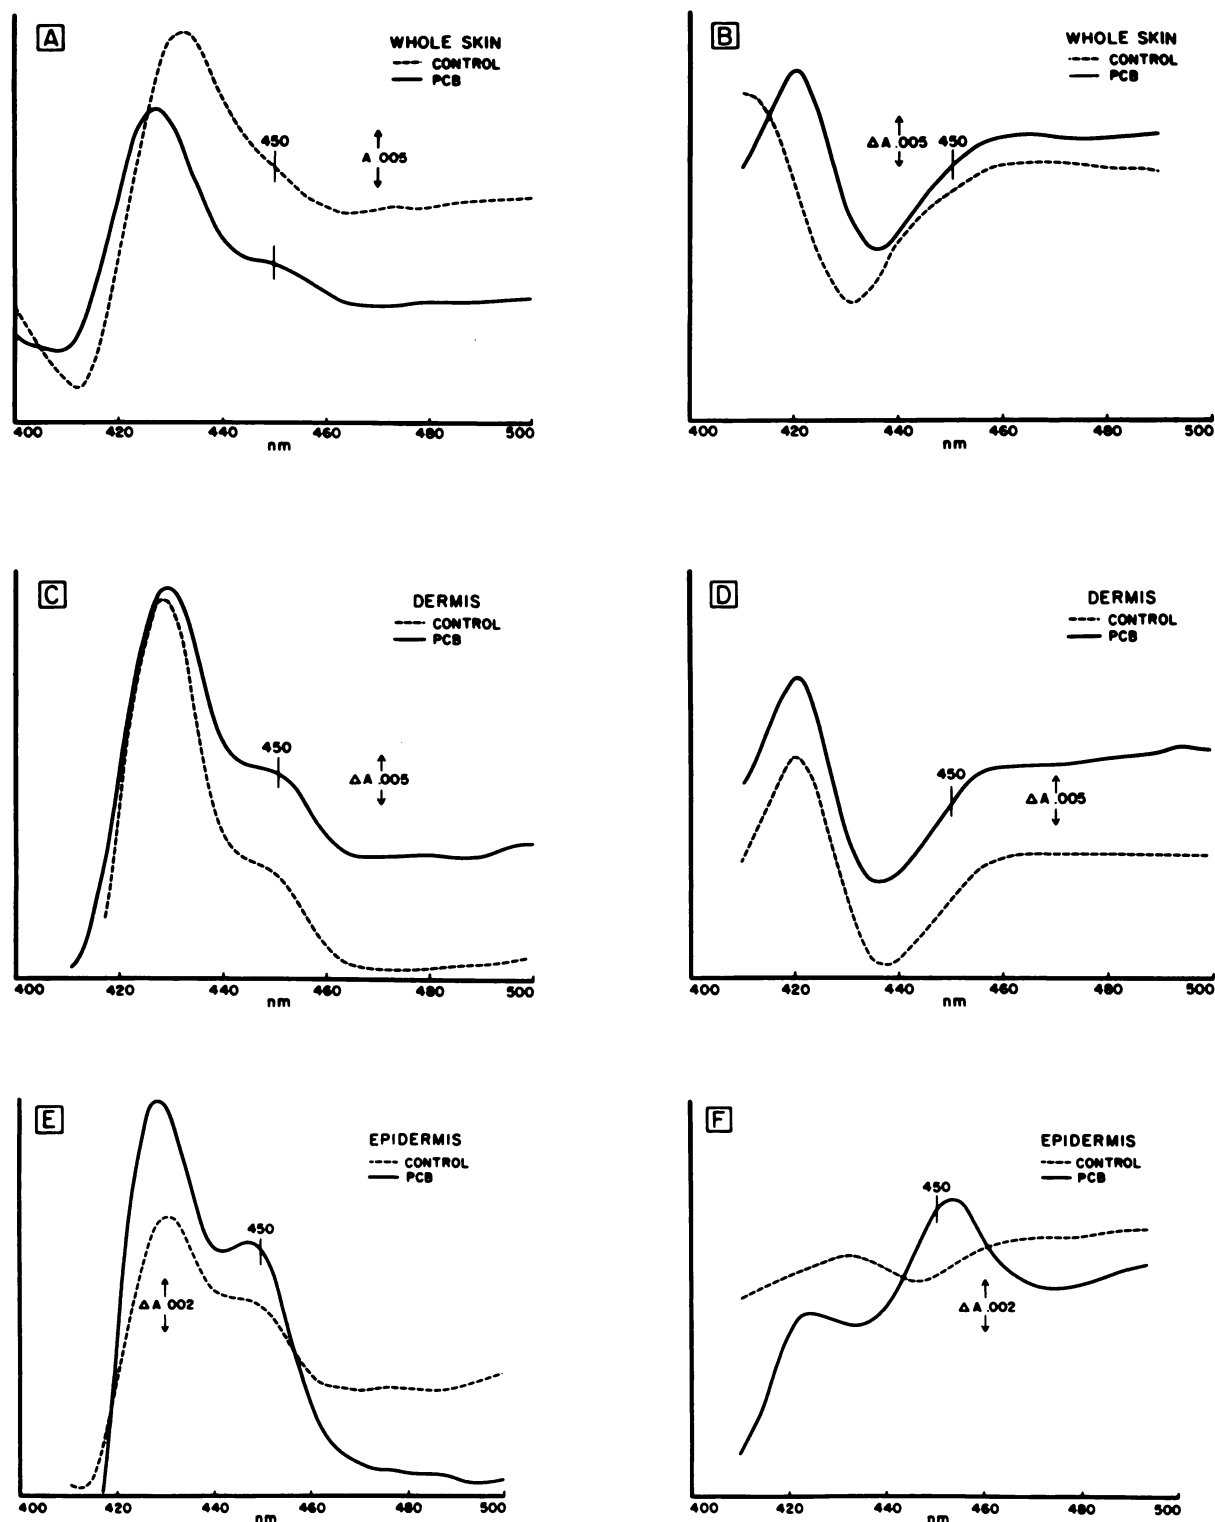 A
WHOLE SKIN
CONTROL
PCB
450
A .005
400 420 440 460 480 500
nm
B
WHOLE SKIN
CONTROL
PCB
ΔA .005 450
400 420 440 460 480 500
nm
C
DERMIS
CONTROL
PCB
450
ΔA .005
400 420 440 460 480 500
nm
D
DERMIS
CONTROL
PCB
450
ΔA .005
400 420 440 460 480 500
nm
E
EPIDERMIS
CONTROL
PCB
450
ΔA .002
400 420 440 460 480 500
nm
F
EPIDERMIS
CONTROL
PCB
450
ΔA .002
400 420 440 460 480 500
nm